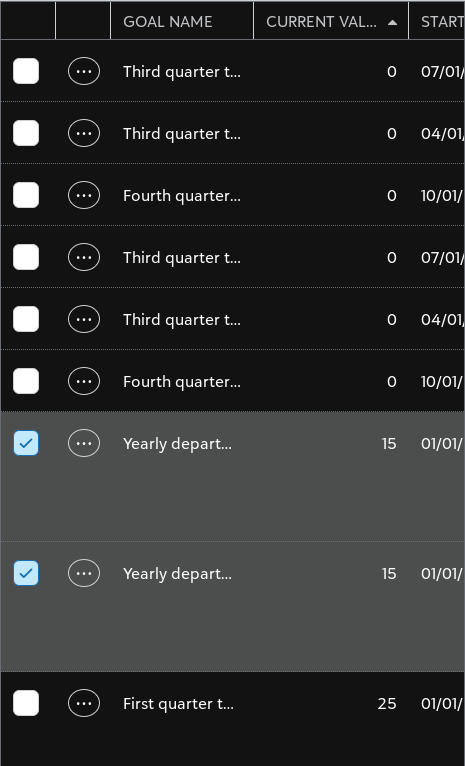 GOAL NAME CURRENT VAL... START
Third quarter t... 0 07/01/
Third quarter t... 0 04/01/
Fourth quarter... 0 10/01/
Third quarter t... 0 07/01/
Third quarter t... 0 04/01/
Fourth quarter... 0 10/01/
Yearly depart... 15 01/01/
Yearly depart... 15 01/01/
First quarter t... 25 01/01/